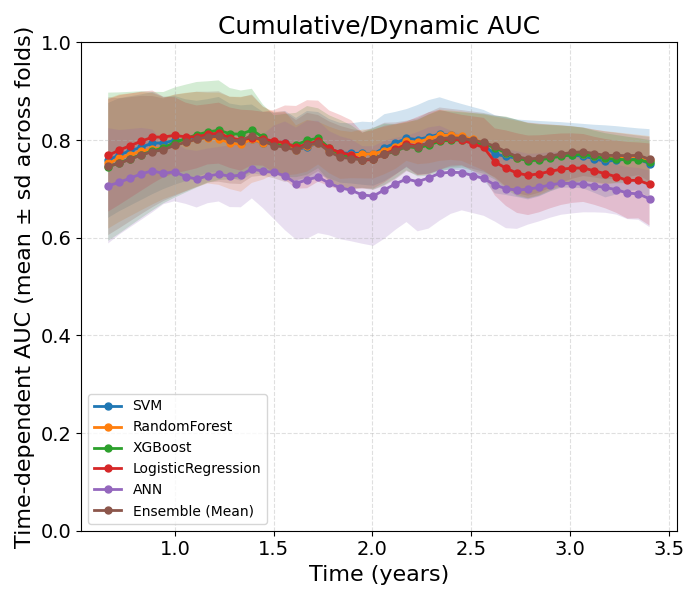 Cumulative/Dynamic AUC
Time-dependent AUC (mean ± sd across folds)
1.0
0.8
0.6
0.4
0.2
0.0
SVM
RandomForest
XGBoost
LogisticRegression
ANN
Ensemble (Mean)
1.0 1.5 2.0 2.5 3.0 3.5
Time (years)